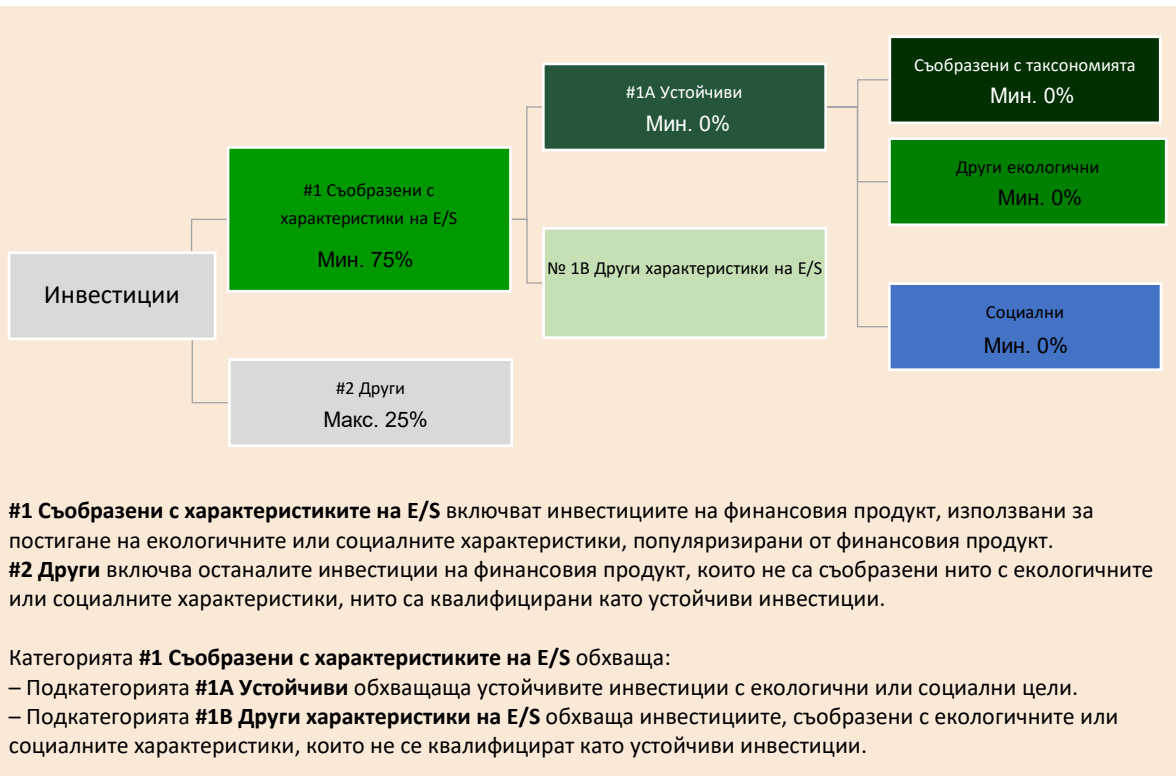 Съобразени с таксономията
Мин. 0%
#1A Устойчиви
Мин. 0%
Други екологични
Мин. 0%
#1 Съобразени с
характеристики на E/S
Мин. 75%
№ 1B Други характеристики на E/S
Инвестиции
Социални
Мин. 0%
#2 Други
Макс. 25%
#1 Съобразени с характеристиките на E/S включват инвестициите на финансовия продукт, използвани за
постигане на екологичните или социалните характеристики, популяризирани от финансовия продукт.
#2 Други включва останалите инвестиции на финансовия продукт, които не са съобразени нито с екологичните
или социалните характеристики, нито са квалифицирани като устойчиви инвестиции.
Категорията #1 Съобразени с характеристиките на E/S обхваща:
– Подкатегорията #1A Устойчиви обхващаща устойчивите инвестиции с екологични или социални цели.
– Подкатегорията #1B Други характеристики на E/S обхваща инвестициите, съобразени с екологичните или
социалните характеристики, които не се квалифицират като устойчиви инвестиции.